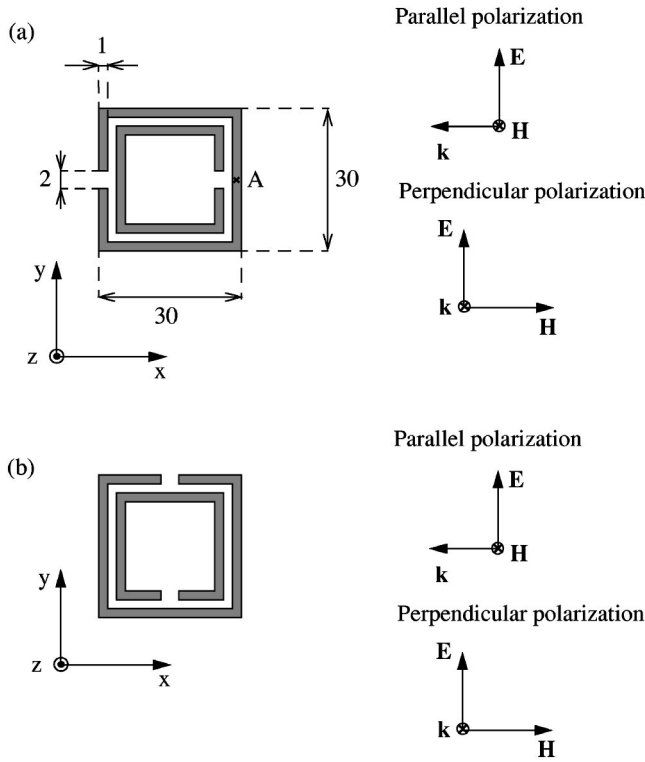 (a)
Parallel polarization
1
E
H
k
2
A
30
Perpendicular polarization
E
y
30
k
H
z
x
(b)
Parallel polarization
E
H
k
y
Perpendicular polarization
E
z
x
k
H